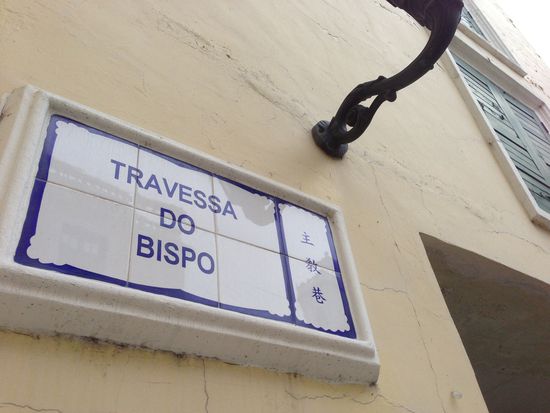 TRAVESSA
DO
BISPO
主教巷